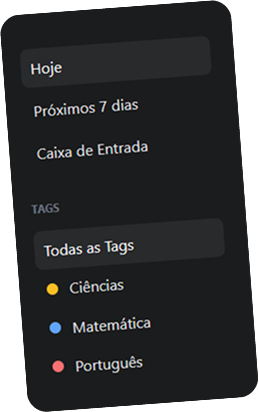 Hoje
Próximos 7 dias
Caixa de Entrada
TAGS
Todas as Tags
Ciências
Matemática
Português